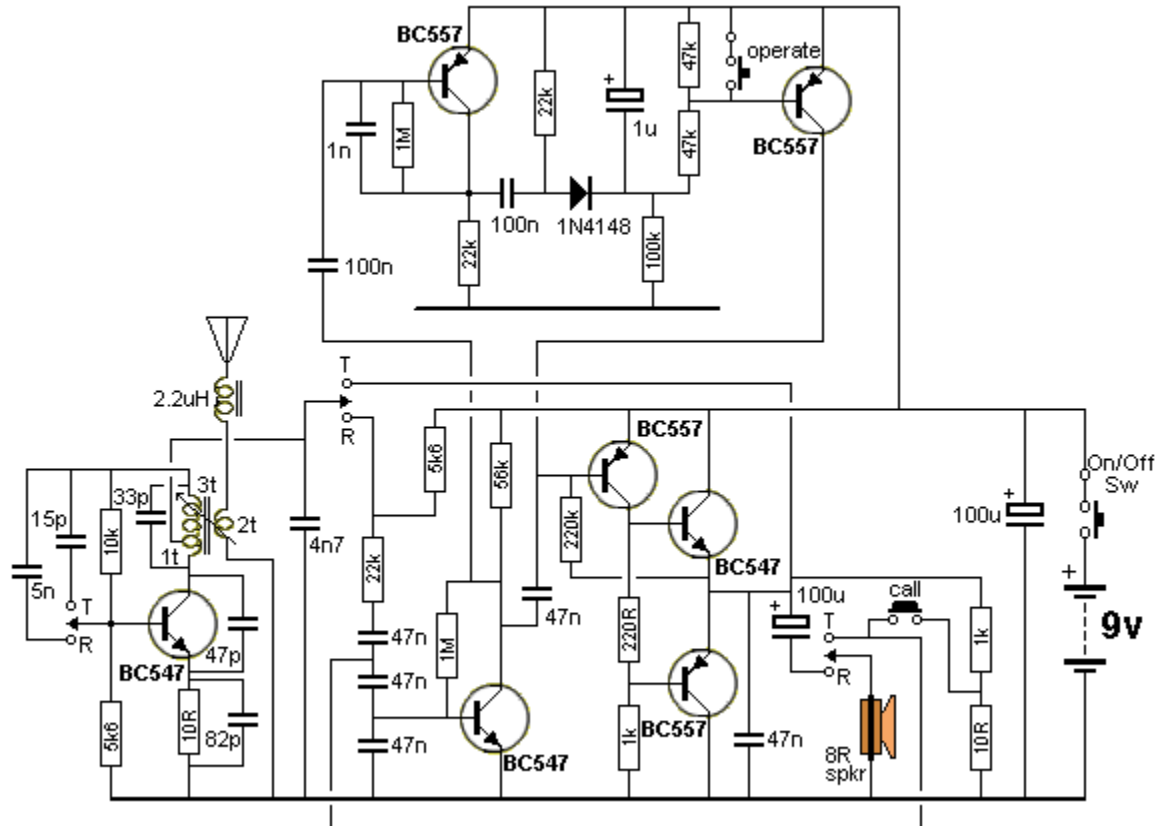 BC557
operate
47k
22k
+
1u
BC557
1n
1M
47k
100n
1N4148
22k
100k
100n
T
2.2uH
R
5k6
56k
BC557
On/Off
Sw
33p
3t
+
100u
15p
10k
2t
220k
4n7
1t
22k
BC547
+
5n
T
47p
R
BC547
47n
47n
1M
220R
+
100u
T
call
1k
9v
R
47n
5k6
10R
82p
47n
BC547
1k
BC557
47n
8R
spkr
10R